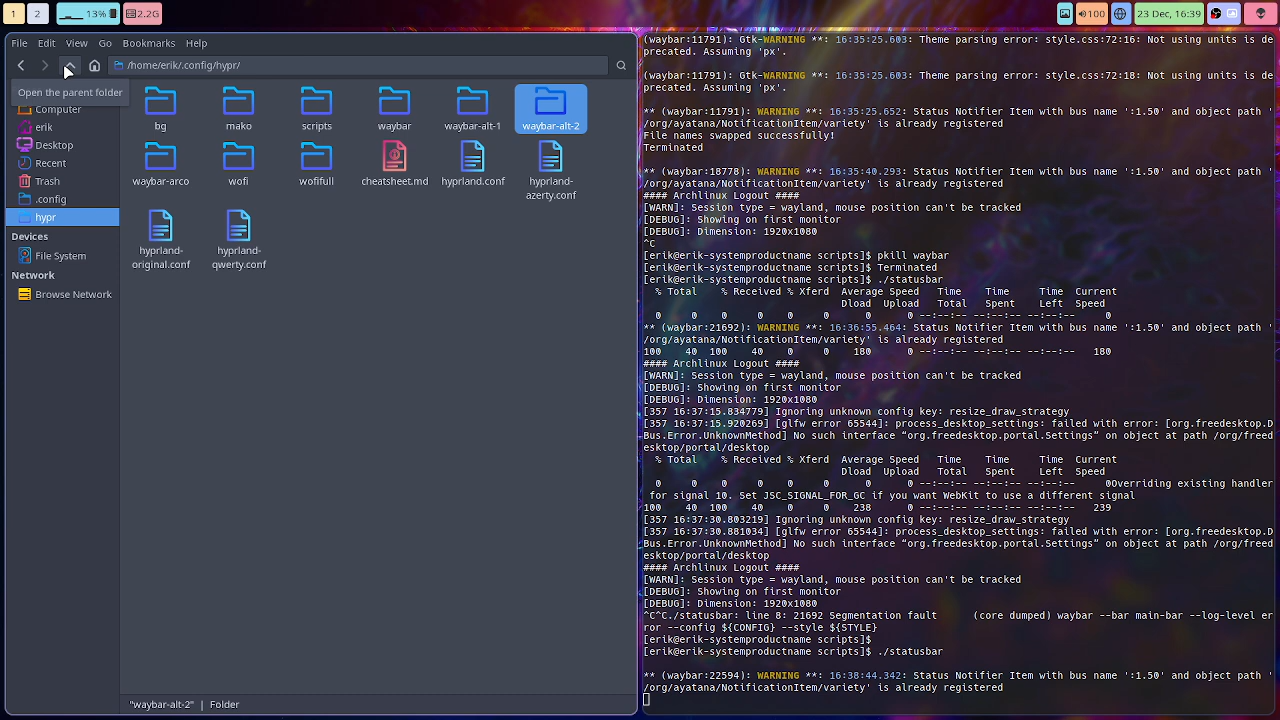 1 2 13% 2.2G 100 23 Dec, 16:39
File Edit View Go Bookmarks Help
/home/erik/.config/hypr/
Open the parent folder
Computer
erik
Desktop
Recent
Trash
.config
hypr
Devices
File System
Network
Browse Network
bg mako scripts waybar waybar-alt-1 waybar-alt-2
waybar-arco wofi wofifull cheatsheet.md hyprland.conf hyprland-
azerty.conf
hyprland- hyprland-
original.conf qwerty.conf
"waybar-alt-2" | Folder
(waybar:11791): Gtk-WARNING **: 16:35:25.603: Theme parsing error: style.css:72:16: Not using units is de
precated. Assuming 'px'.
(waybar:11791): Gtk-WARNING **: 16:35:25.603: Theme parsing error: style.css:72:18: Not using units is de
precated. Assuming 'px'.
** (waybar:11791): WARNING **: 16:35:25.652: Status Notifier Item with bus name ':1.50' and object path '
/org/ayatana/NotificationItem/variety' is already registered
File names swapped successfully!
Terminated
** (waybar:18778): WARNING **: 16:35:40.293: Status Notifier Item with bus name ':1.50' and object path '
/org/ayatana/NotificationItem/variety' is already registered
#### Archlinux Logout ####
[WARN]: Session type = wayland, mouse position can't be tracked
[DEBUG]: Showing on first monitor
[DEBUG]: Dimension: 1920x1080
^C
[erik@erik-systemproductname scripts]$ pkill waybar
[erik@erik-systemproductname scripts]$ Terminated
[erik@erik-systemproductname scripts]$ ./statusbar
% Total % Received % Xferd Average Speed Time Time Time Current
Dload Upload Total Spent Left Speed
0 0 0 0 0 0 0 0 --:--:-- --:--:-- --:--:-- 0
** (waybar:21692): WARNING **: 16:36:55.464: Status Notifier Item with bus name ':1.50' and object path '
/org/ayatana/NotificationItem/variety' is already registered
100 40 100 40 0 0 180 0 --:--:-- --:--:-- --:--:-- 180
#### Archlinux Logout ####
[WARN]: Session type = wayland, mouse position can't be tracked
[DEBUG]: Showing on first monitor
[DEBUG]: Dimension: 1920x1080
[357 16:37:15.834779] Ignoring unknown config key: resize_draw_strategy
[357 16:37:15.920269] [glfw error 65544]: process_desktop_settings: failed with error: [org.freedesktop.D
Bus.Error.UnknownMethod] No such interface “org.freedesktop.portal.Settings” on object at path /org/freed
esktop/portal/desktop
% Total % Received % Xferd Average Speed Time Time Time Current
Dload Upload Total Spent Left Speed
0 0 0 0 0 0 0 0 --:--:-- --:--:-- --:--:-- 0Overriding existing handler
for signal 10. Set JSC_SIGNAL_FOR_GC if you want WebKit to use a different signal
100 40 100 40 0 0 238 0 --:--:-- --:--:-- --:--:-- 239
[357 16:37:30.803219] Ignoring unknown config key: resize_draw_strategy
[357 16:37:30.881034] [glfw error 65544]: process_desktop_settings: failed with error: [org.freedesktop.D
Bus.Error.UnknownMethod] No such interface “org.freedesktop.portal.Settings” on object at path /org/freed
esktop/portal/desktop
#### Archlinux Logout ####
[WARN]: Session type = wayland, mouse position can't be tracked
[DEBUG]: Showing on first monitor
[DEBUG]: Dimension: 1920x1080
^C^C./statusbar: line 8: 21692 Segmentation fault (core dumped) waybar --bar main-bar --log-level er
ror --config ${CONFIG} --style ${STYLE}
[erik@erik-systemproductname scripts]$
[erik@erik-systemproductname scripts]$ ./statusbar
** (waybar:22594): WARNING **: 16:38:44.342: Status Notifier Item with bus name ':1.50' and object path '
/org/ayatana/NotificationItem/variety' is already registered